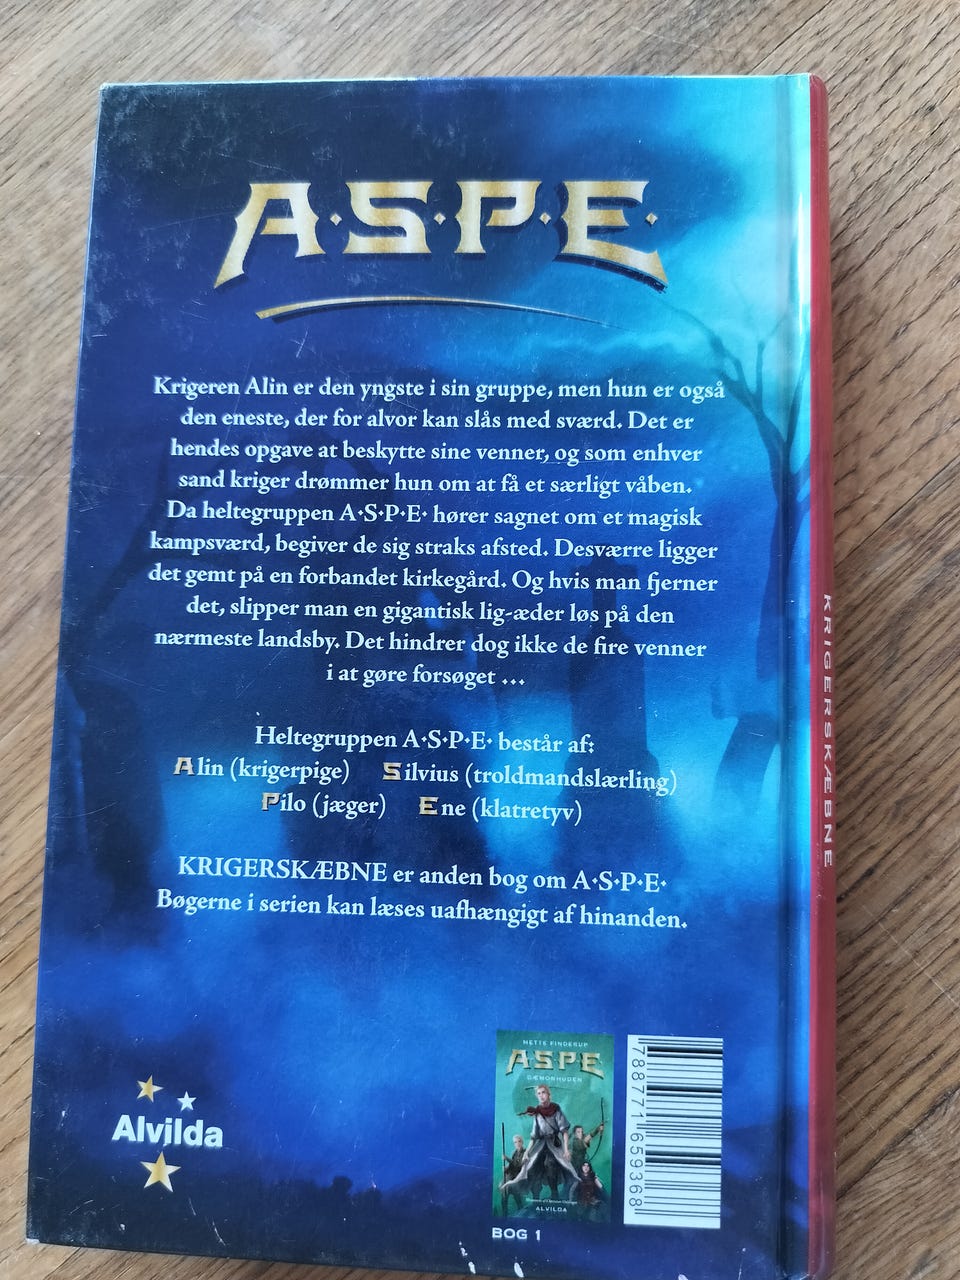 A·S·P·E·
Krigeren Alin er den yngste i sin gruppe, men hun er også
den eneste, der for alvor kan slås med sværd. Det er
hendes opgave at beskytte sine venner, og som enhver
sand kriger drømmer hun om at få et særligt våben.
Da heltegruppen A·S·P·E· hører sagnet om et magisk
kampsværd, begiver de sig straks afsted. Desværre ligger
det gemt på en forbandet kirkegård. Og hvis man fjerner
det, slipper man en gigantisk lig-æder løs på den
nærmeste landsby. Det hindrer dog ikke de fire venner
i at gøre forsøget ...
Heltegruppen A·S·P·E· består af:
Alin (krigerpige) Silvius (troldmandslærling)
Pilo (jæger) Ene (klatretyv)
KRIGERSKÆBNE er anden bog om A·S·P·E·
Bøgerne i serien kan læses uafhængigt af hinanden.
Alvilda
METTE FINDERUP
ASPE
DÆMONHUDEN
ALVILDA
BOG 1
788771659368
KRIGERSKÆBNE